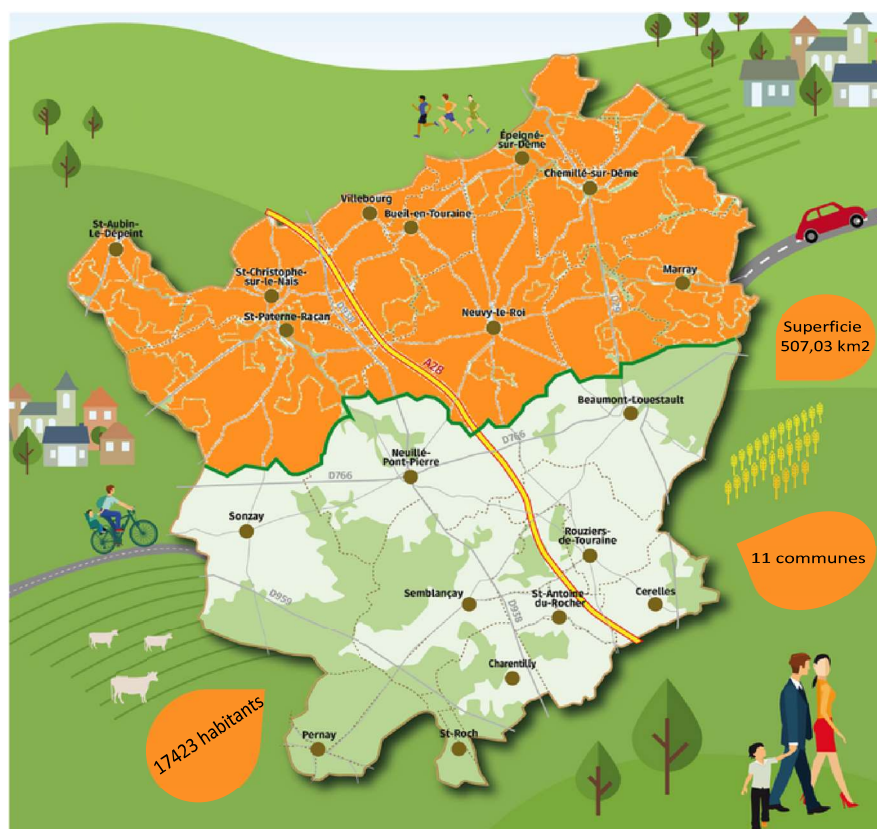 Épeigné-
sur-Dême
Chemillé-sur-Dême
Villebourg
Bueil-en-Touraine
St-Aubin-
Le-Dépeint
St-Christophe-
sur-le-Nais
Marray
St-Paterne-Racan
D938
Neuvy-le-Roi
Superficie
507,03 km2
A28
Beaumont-Louestault
Neuillé-
Pont-Pierre
D766
D766
Sonzay
Rouziers-
de-Touraine
11 communes
D959
Semblançay
D938
St-Antoine-
du-Rocher
Cerelles
Charentilly
17423 habitants
Pernay
St-Roch